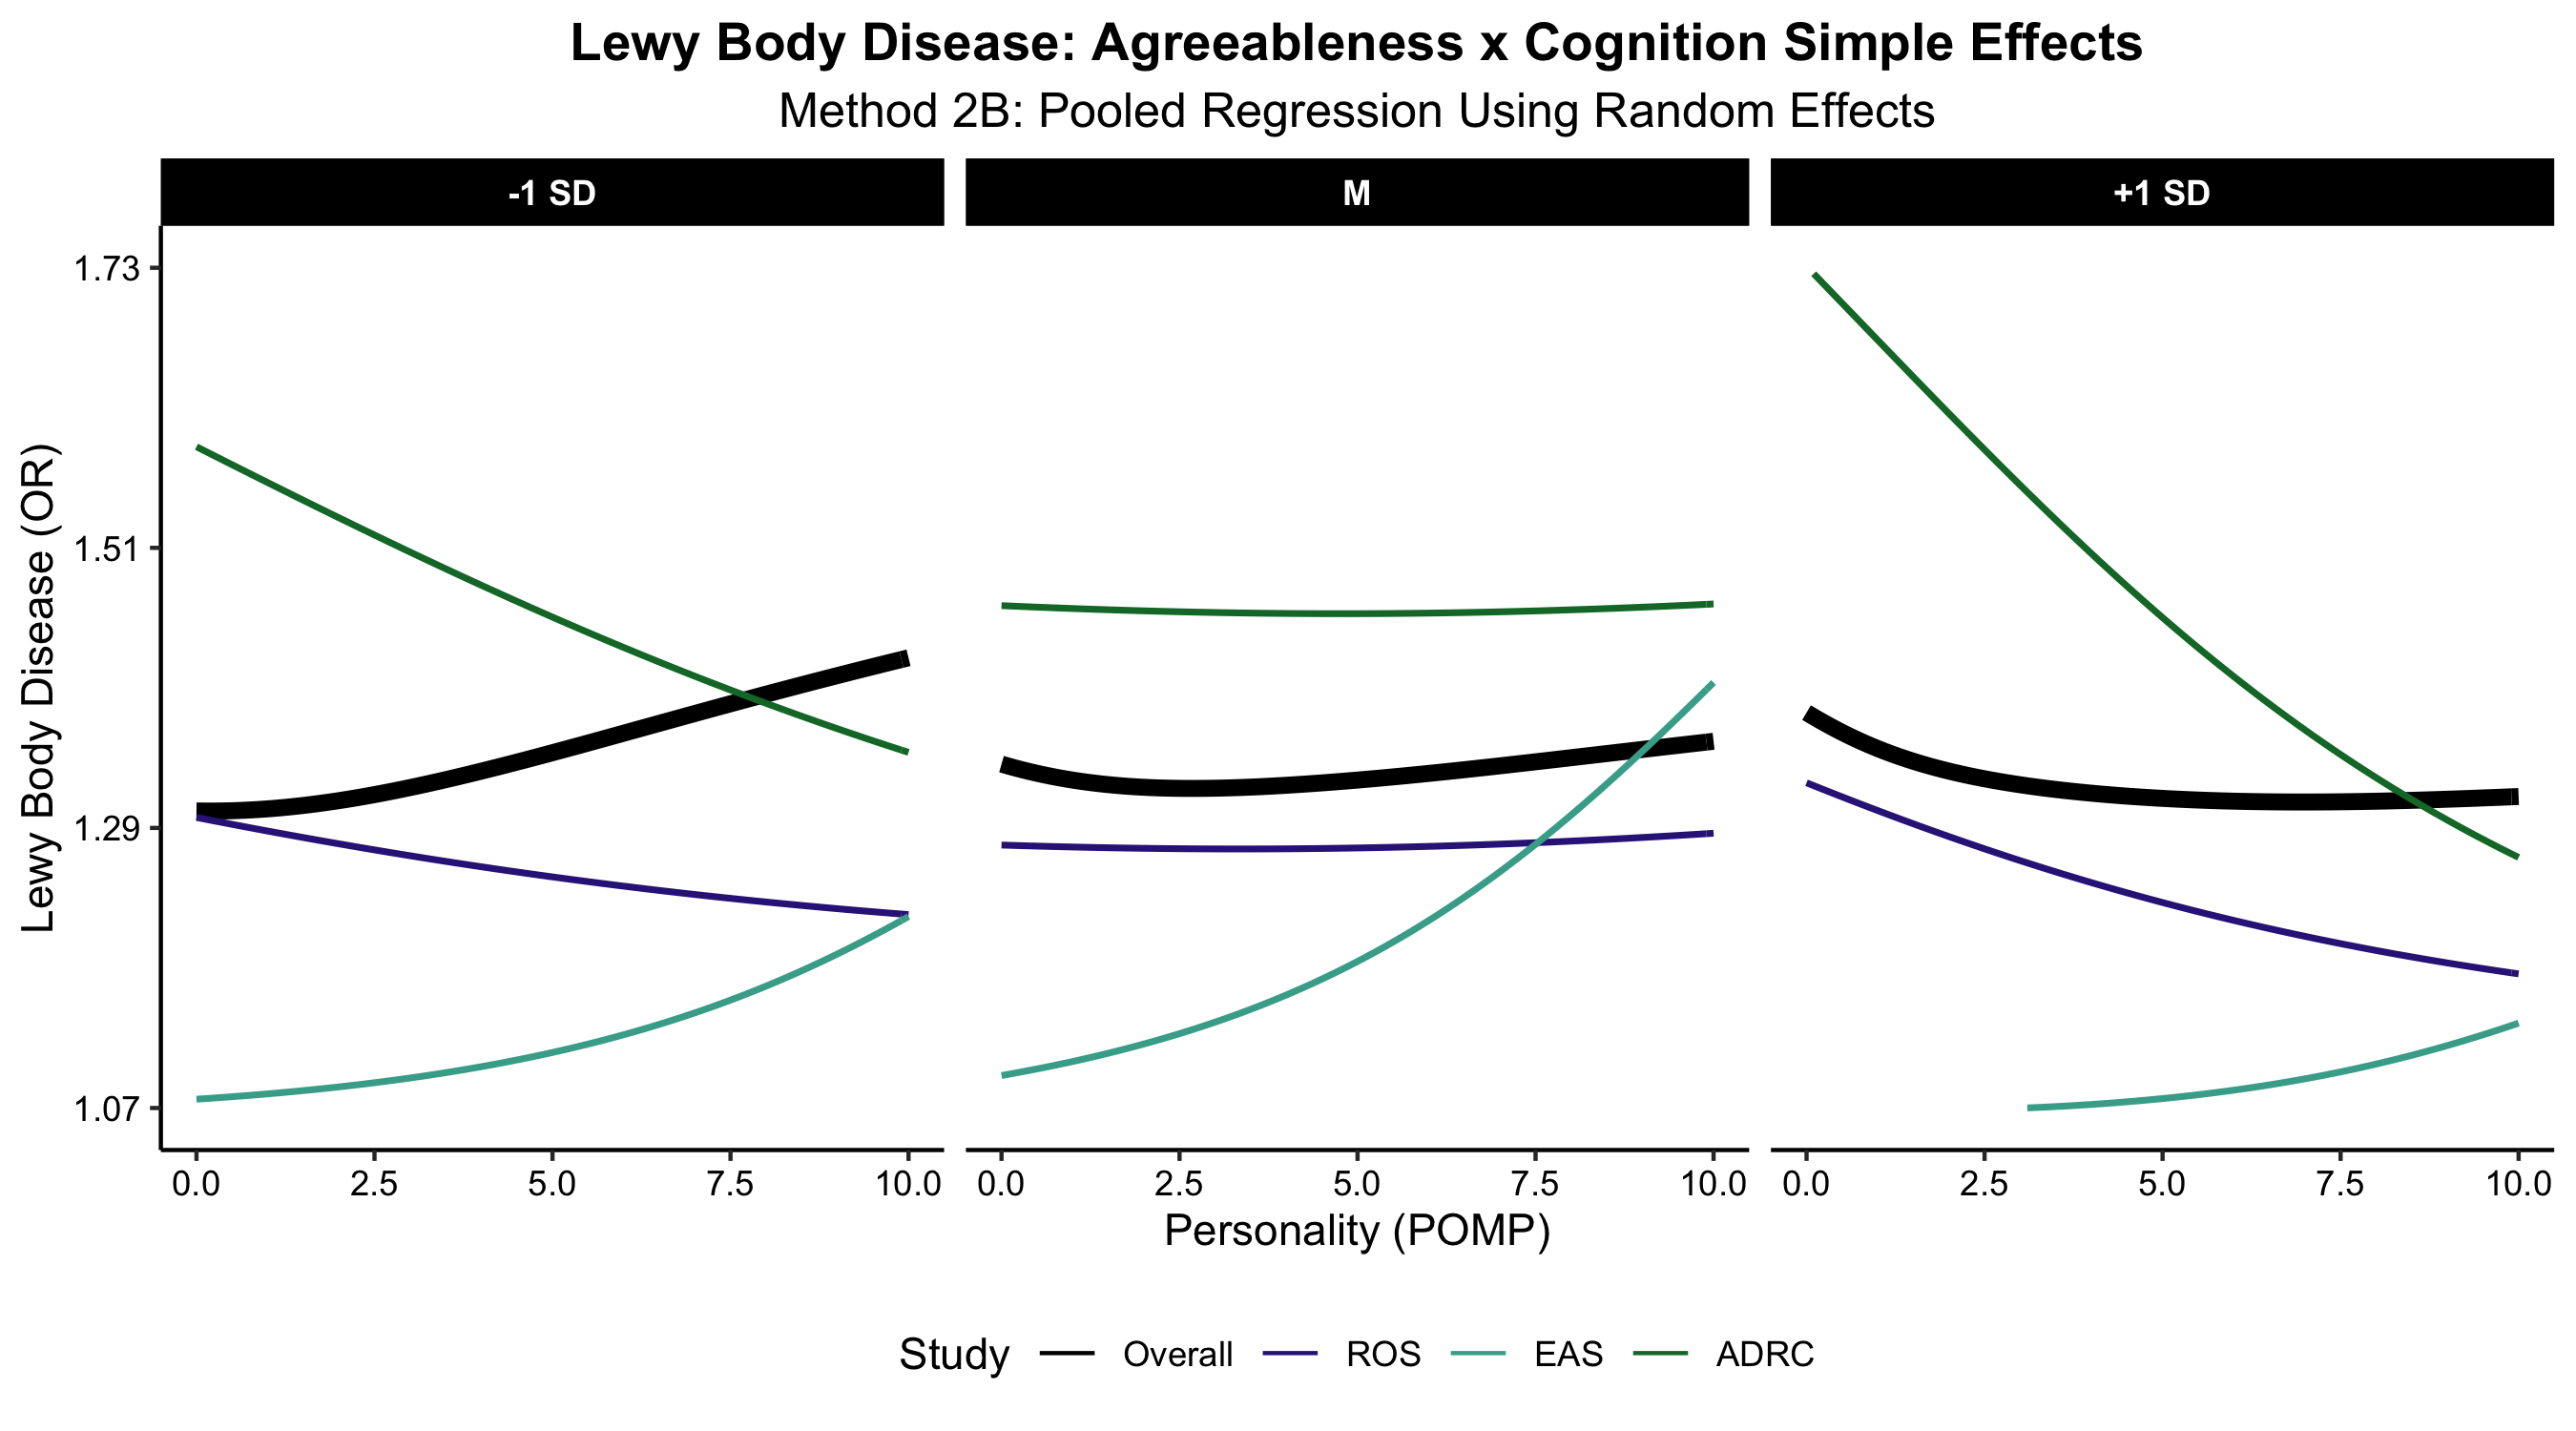 Lewy Body Disease: Agreeableness x Cognition Simple Effects
Method 2B: Pooled Regression Using Random Effects
-1 SD M +1 SD
Lewy Body Disease (OR)
1.73
1.51
1.29
1.07
0.0 2.5 5.0 7.5 10.0 0.0 2.5 5.0 7.5 10.0 0.0 2.5 5.0 7.5 10.0
Personality (POMP)
Study Overall ROS EAS ADRC